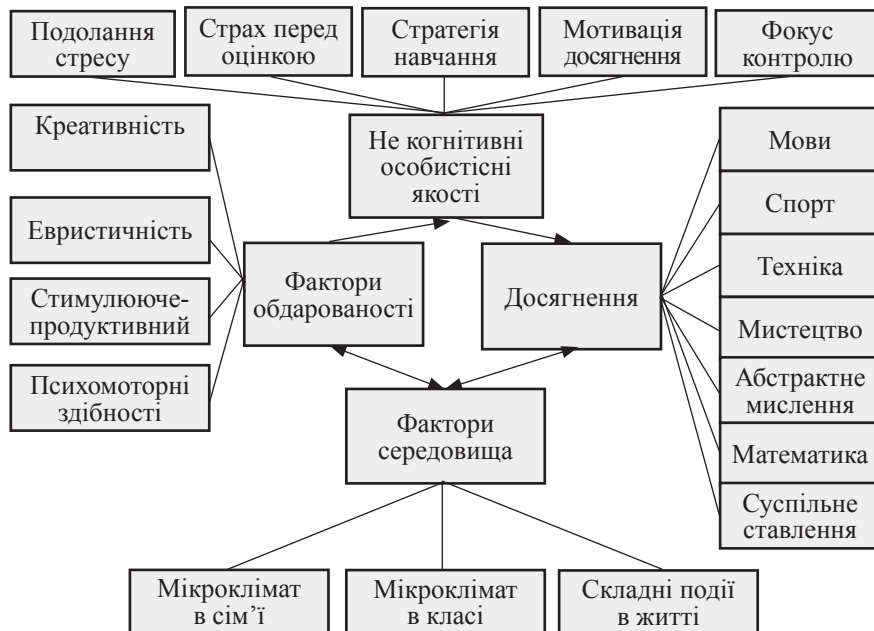 Подолання
стресу
Страх перед
оцінкою
Стратегія
навчання
Мотивація
досягнення
Фокус
контролю
Креативність
Не когнітивні
особистісні
якості
Мови
Спорт
Евристичність
Фактори
обдарованості
Досягнення
Техніка
Стимулююче-
продуктивний
Мистецтво
Психомоторні
здібності
Фактори
середовища
Абстрактне
мислення
Математика
Суспільне
ставлення
Мікроклімат
в сім’ї
Мікроклімат
в класі
Складні події
в житті